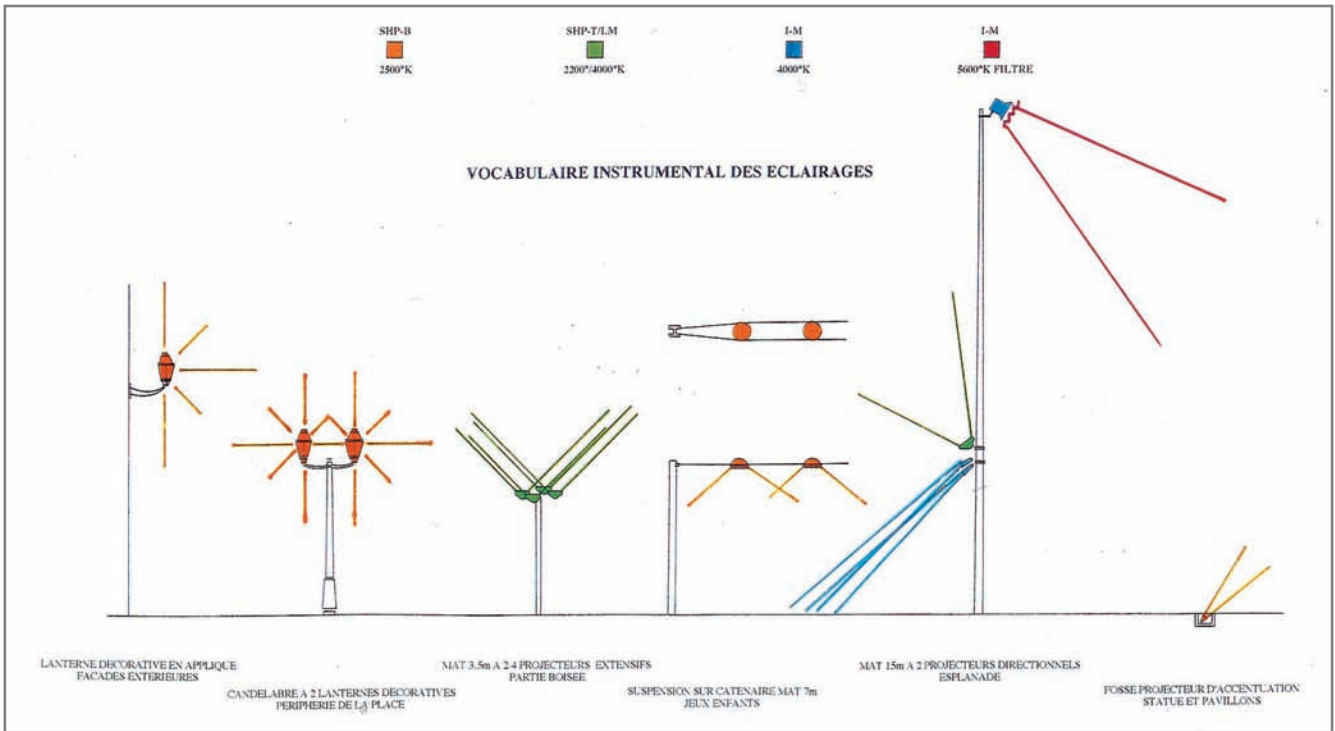 SHP-B
2500°K
SHP-T/LM
2200°/4000°K
I-M
4000°K
I-M
5600°K FILTRE
VOCABULAIRE INSTRUMENTAL DES ECLAIRAGES
LANTERNE DECORATIVE EN APPLIQUE
FACADES EXTERIEURES
CANDELABRE A 2 LANTERNES DECORATIVES
PERIPHERIE DE LA PLACE
MAT 3.5m A 2-4 PROJECTEURS EXTENSIFS
PARTIE BOISEE
SUSPENSION SUR CATENAIRE MAT 7m
JEUX ENFANTS
MAT 15m A 2 PROJECTEURS DIRECTIONNELS
ESPLANADE
FOSSE PROJECTEUR D'ACCENTUATION
STATUE ET PAVILLONS